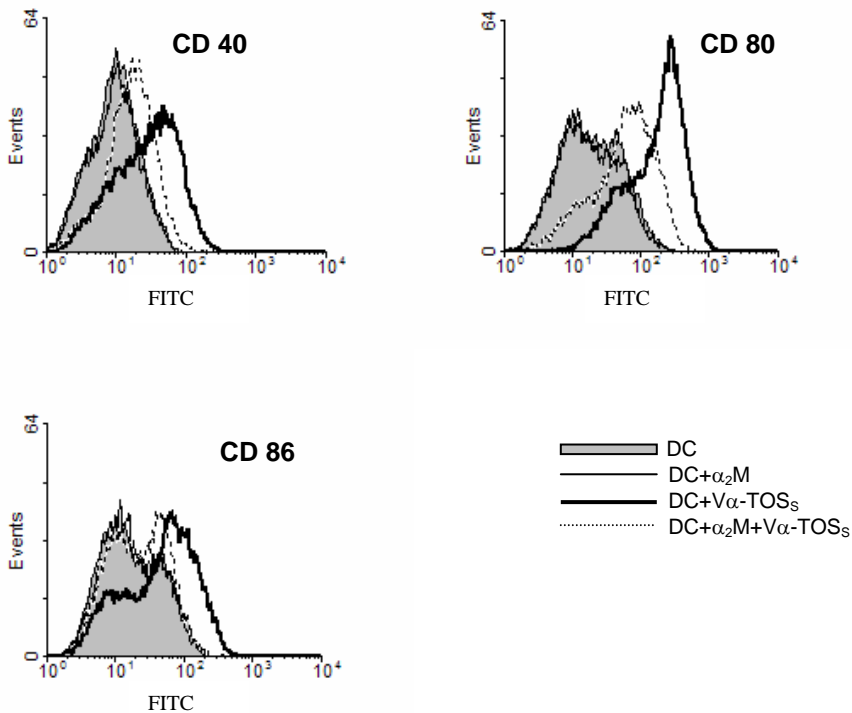 64
CD 40
Events
0
10⁰ 10¹ 10² 10³ 10⁴
FITC
64
CD 80
Events
0
10⁰ 10¹ 10² 10³ 10⁴
FITC
64
CD 86
Events
0
10⁰ 10¹ 10² 10³ 10⁴
FITC
DC
DC+α₂M
DC+Vα-TOSₛ
DC+α₂M+Vα-TOSₛ